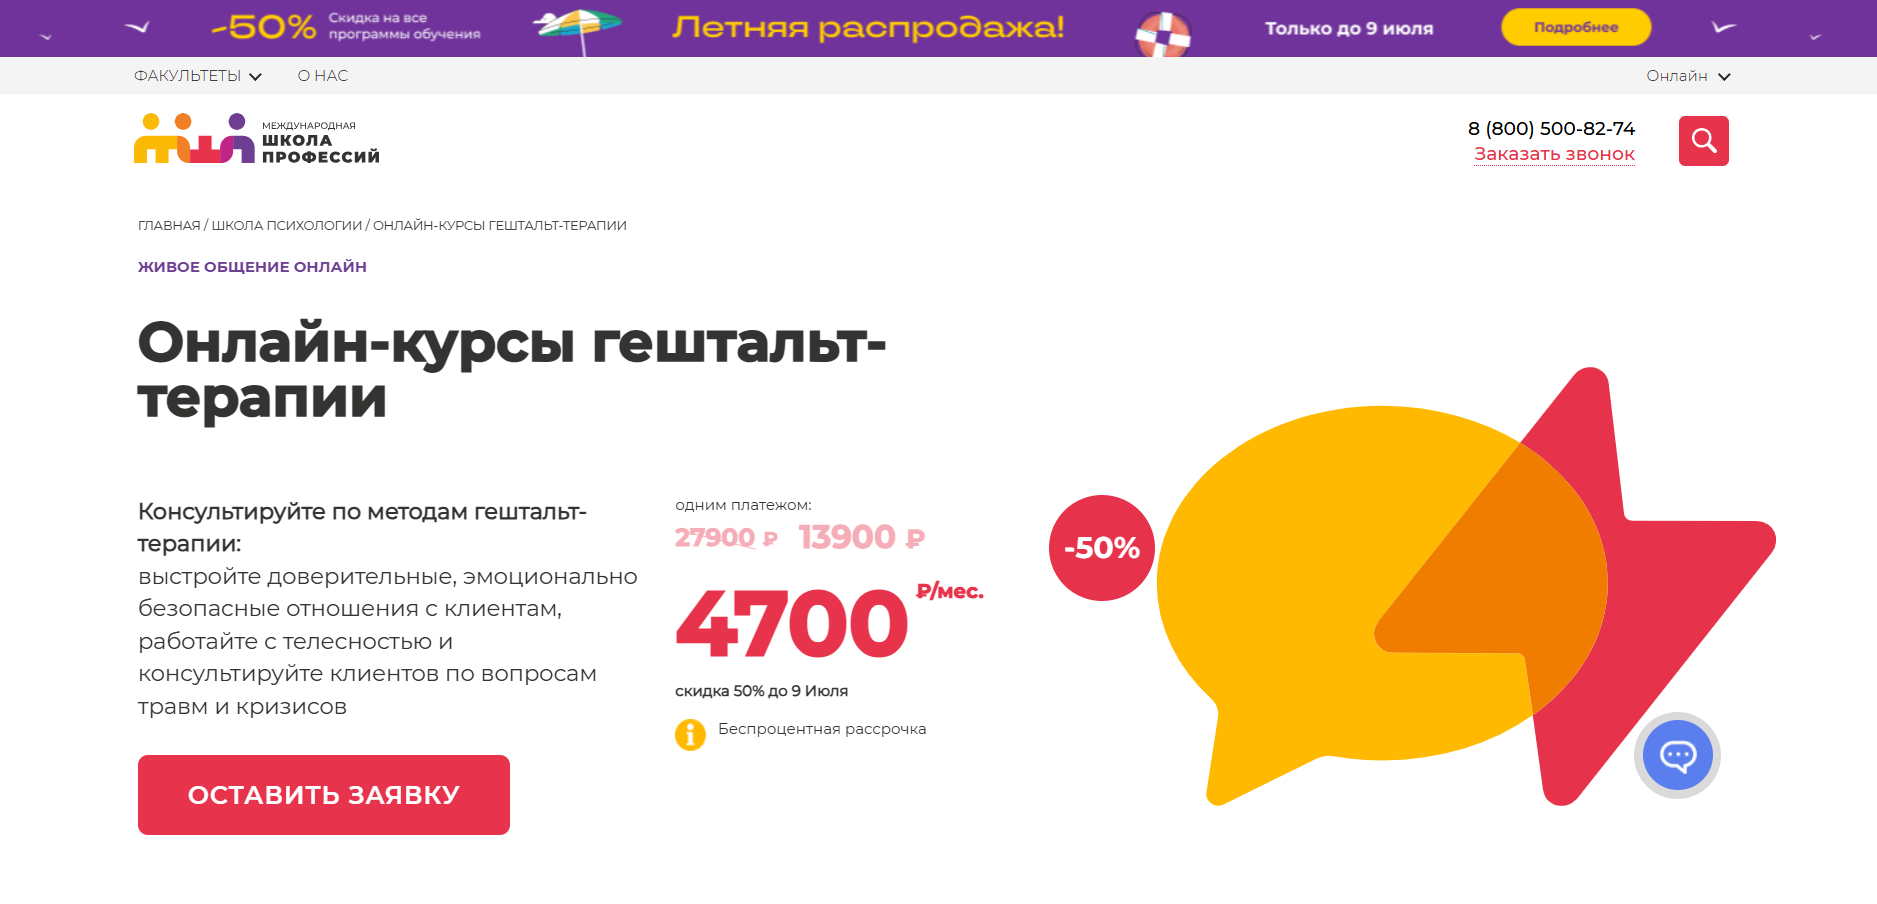 -50%
Скидка на все
программы обучения
Летняя распродажа!
Только до 9 июля
Подробнее
ФАКУЛЬТЕТЫ
О НАС
Онлайн
МЕЖДУНАРОДНАЯ
ШКОЛА
ПРОФЕССИЙ
8 (800) 500-82-74
Заказать звонок
ГЛАВНАЯ / ШКОЛА ПСИХОЛОГИИ / ОНЛАЙН-КУРСЫ ГЕШТАЛЬТ-ТЕРАПИИ
ЖИВОЕ ОБЩЕНИЕ ОНЛАЙН
Онлайн-курсы гештальт-
терапии
Консультируйте по методам гештальт-
терапии:
выстройте доверительные, эмоционально
безопасные отношения с клиентам,
работайте с телесностью и
консультируйте клиентов по вопросам
травм и кризисов
ОСТАВИТЬ ЗАЯВКУ
одним платежом:
27900 ₽ 13900 ₽
4700 ₽/мес.
скидка 50% до 9 Июля
Беспроцентная рассрочка
-50%